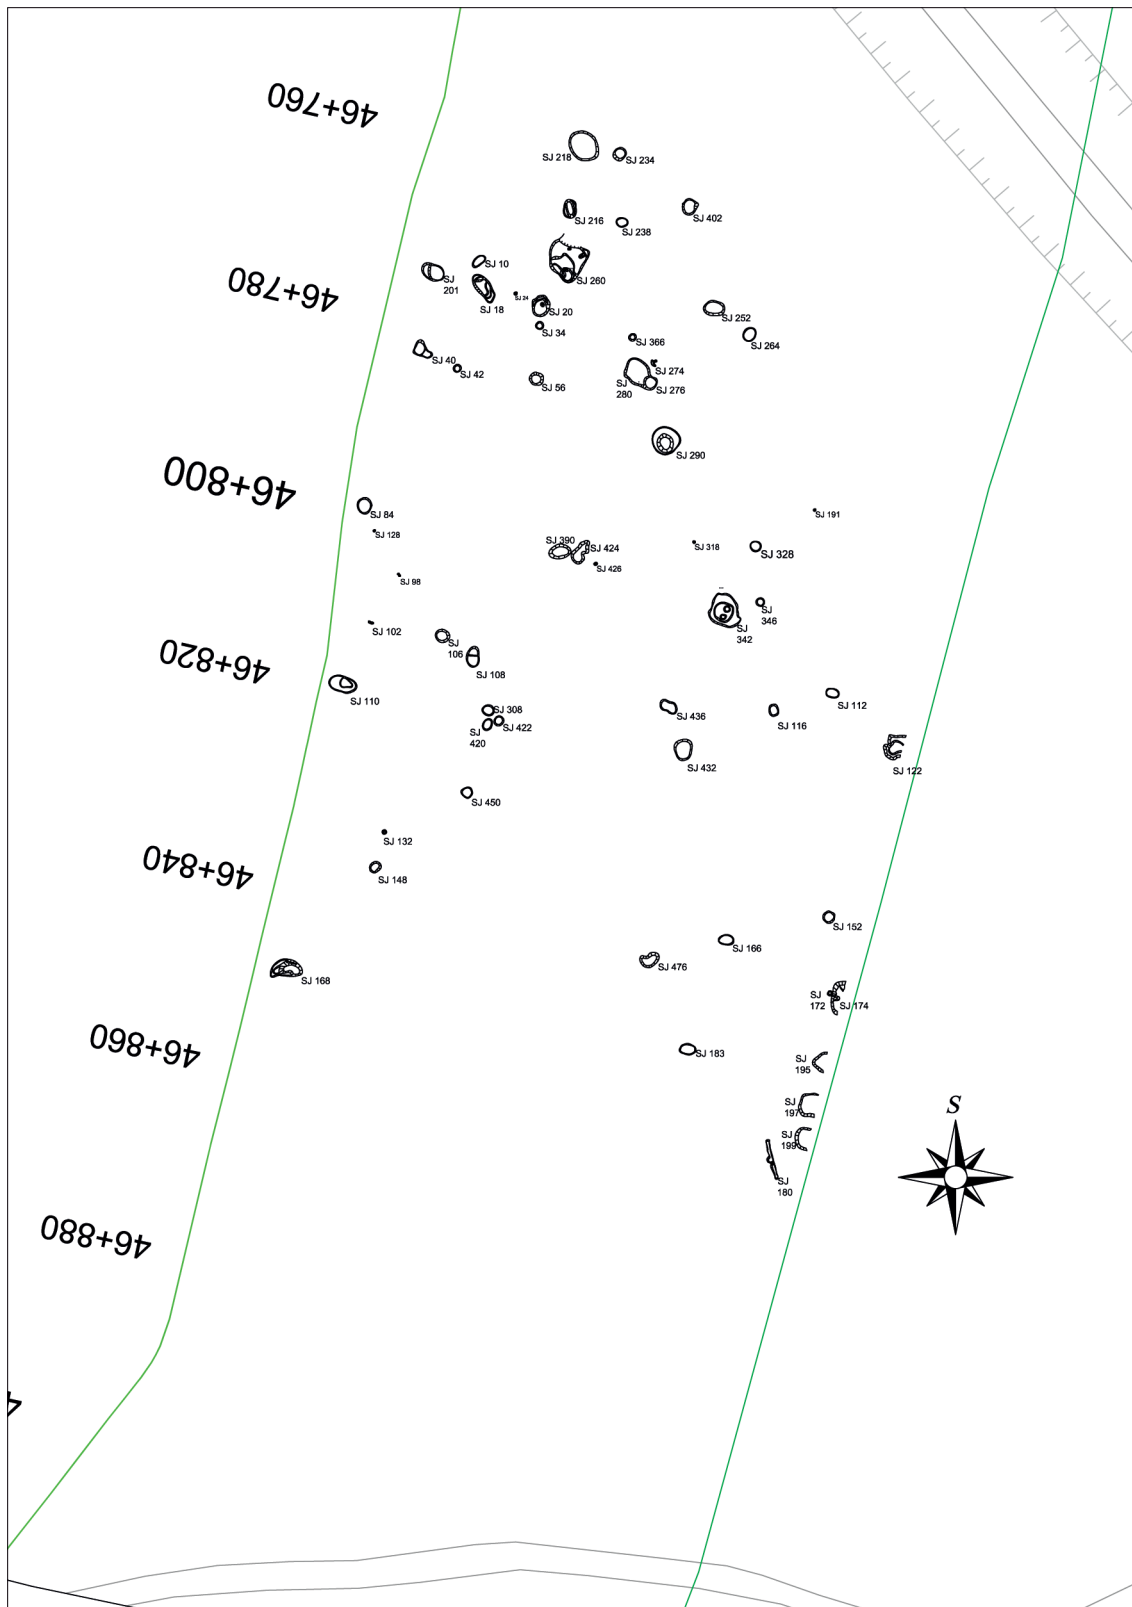 46+760
SJ 218
SJ 234
SJ 216
SJ 238
SJ 402
SJ 10
SJ
201
SJ 260
46+780
SJ 18
SJ 24
SJ 20
SJ 252
SJ 34
SJ 366
SJ 264
SJ 40
SJ 42
SJ 56
SJ 274
SJ
280
SJ 276
SJ 290
46+800
SJ 84
SJ 191
SJ 128
SJ 390
SJ 424
SJ 318
SJ 328
SJ 426
SJ 98
SJ
346
SJ 102
SJ
342
SJ
106
46+820
SJ 108
SJ 110
SJ 112
SJ 308
SJ 436
SJ 116
SJ 422
SJ
420
SJ 432
SJ 122
SJ 450
SJ 132
46+840
SJ 148
SJ 152
SJ 166
SJ 476
SJ 168
SJ
172
SJ 174
46+860
SJ 183
SJ
195
SJ
197
S
SJ
199
SJ
180
46+880
4